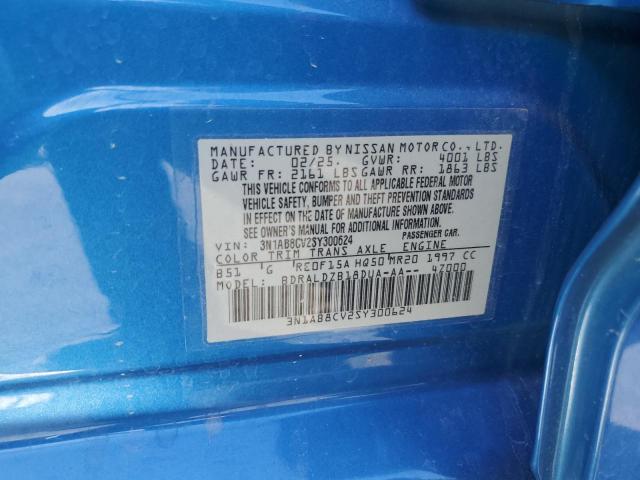 MANUFACTURED BY NISSAN MOTOR CO., LTD.
DATE: 02/25. GVWR: 4001 LBS
GAWR FR: 2161 LBS GAWR RR: 1863 LBS
THIS VEHICLE CONFORMS TO ALL APPLICABLE FEDERAL MOTOR
VEHICLE SAFETY, BUMPER AND THEFT PREVENTION STANDARDS
IN EFFECT ON THE DATE OF MANUFACTURE SHOWN ABOVE.
SEE OWNER'S MANUAL FOR ADDITIONAL INFORMATION.
VIN: 3N1AB8CV2SY300624 PASSENGER CAR.
COLOR TRIM TRANS AXLE ENGINE
B51 G RE0F15A HQ50 MR20 1997 CC
MODEL: BDRALDZB18DUA-AA-- 4Z000
3N1AB8CV2SY300624